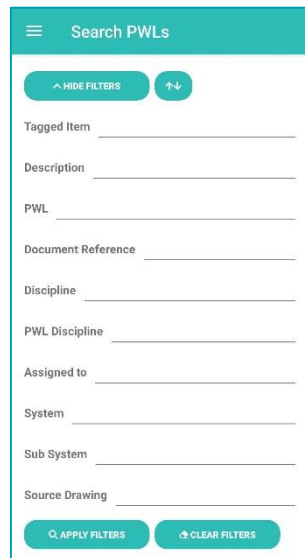 Search PWLs
HIDE FILTERS
Tagged Item
Description
PWL
Document Reference
Discipline
PWL Discipline
Assigned to
System
Sub System
Source Drawing
APPLY FILTERS CLEAR FILTERS